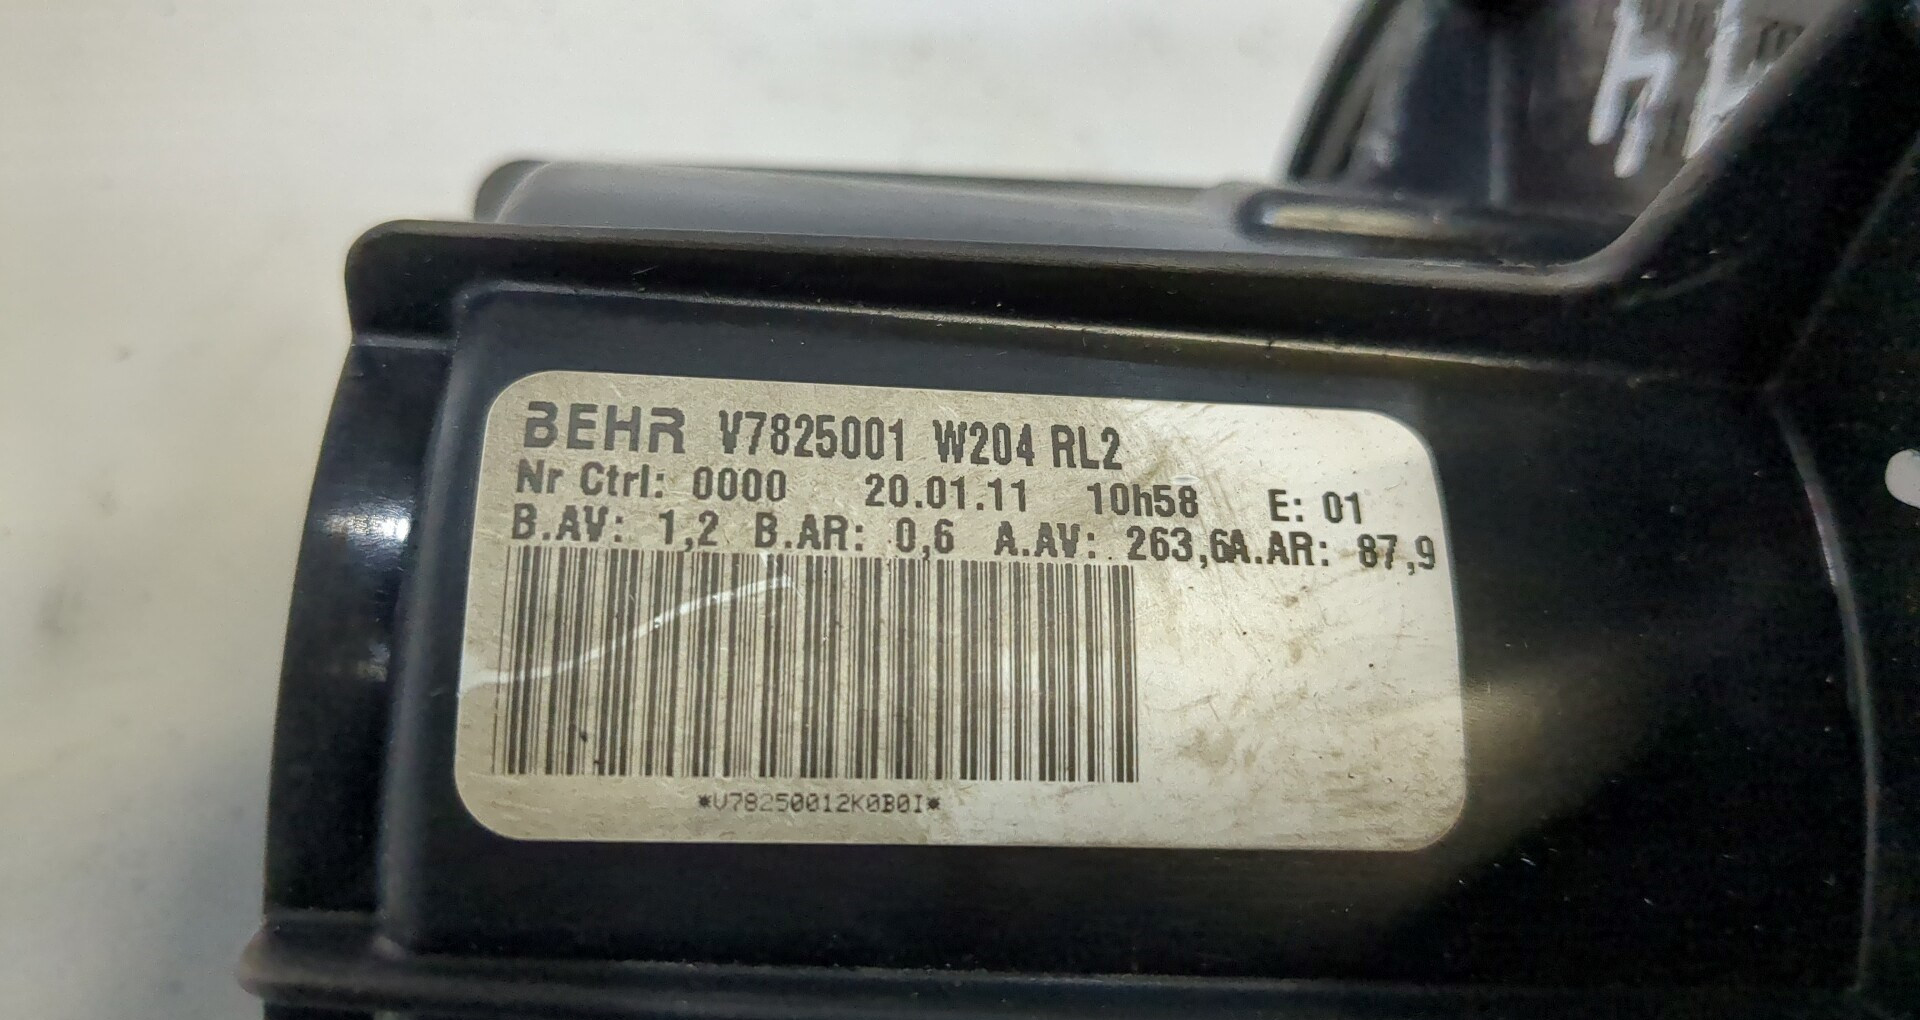 BEHR V7825001 W204 RL2
Nr Ctrl: 0000 20.01.11 10h58 E: 01
B.AV: 1,2 B.AR: 0,6 A.AV: 263,6A.AR: 87,9
*V78250012K0B0I*